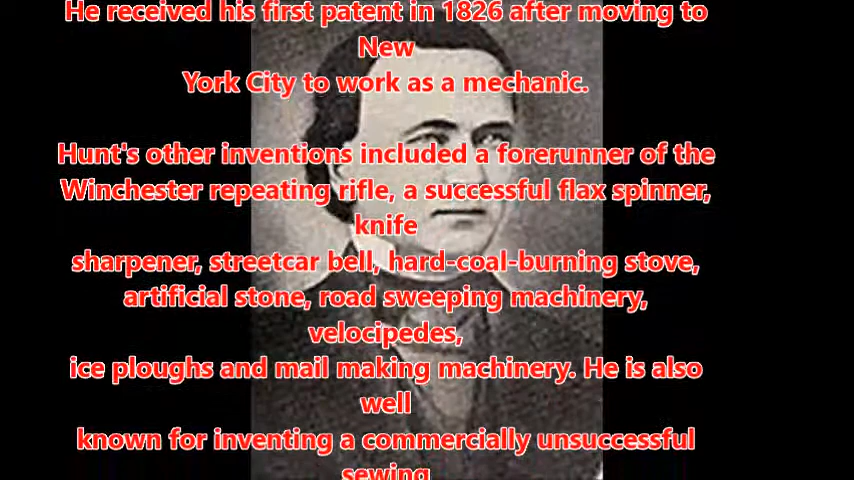 He received his first patent in 1826 after moving to
New
York City to work as a mechanic.
Hunt's other inventions included a forerunner of the
Winchester repeating rifle, a successful flax spinner,
knife
sharpener, streetcar bell, hard-coal-burning stove,
artificial stone, road sweeping machinery,
velocipedes,
ice ploughs and mail making machinery. He is also
well
known for inventing a commercially unsuccessful
sewing